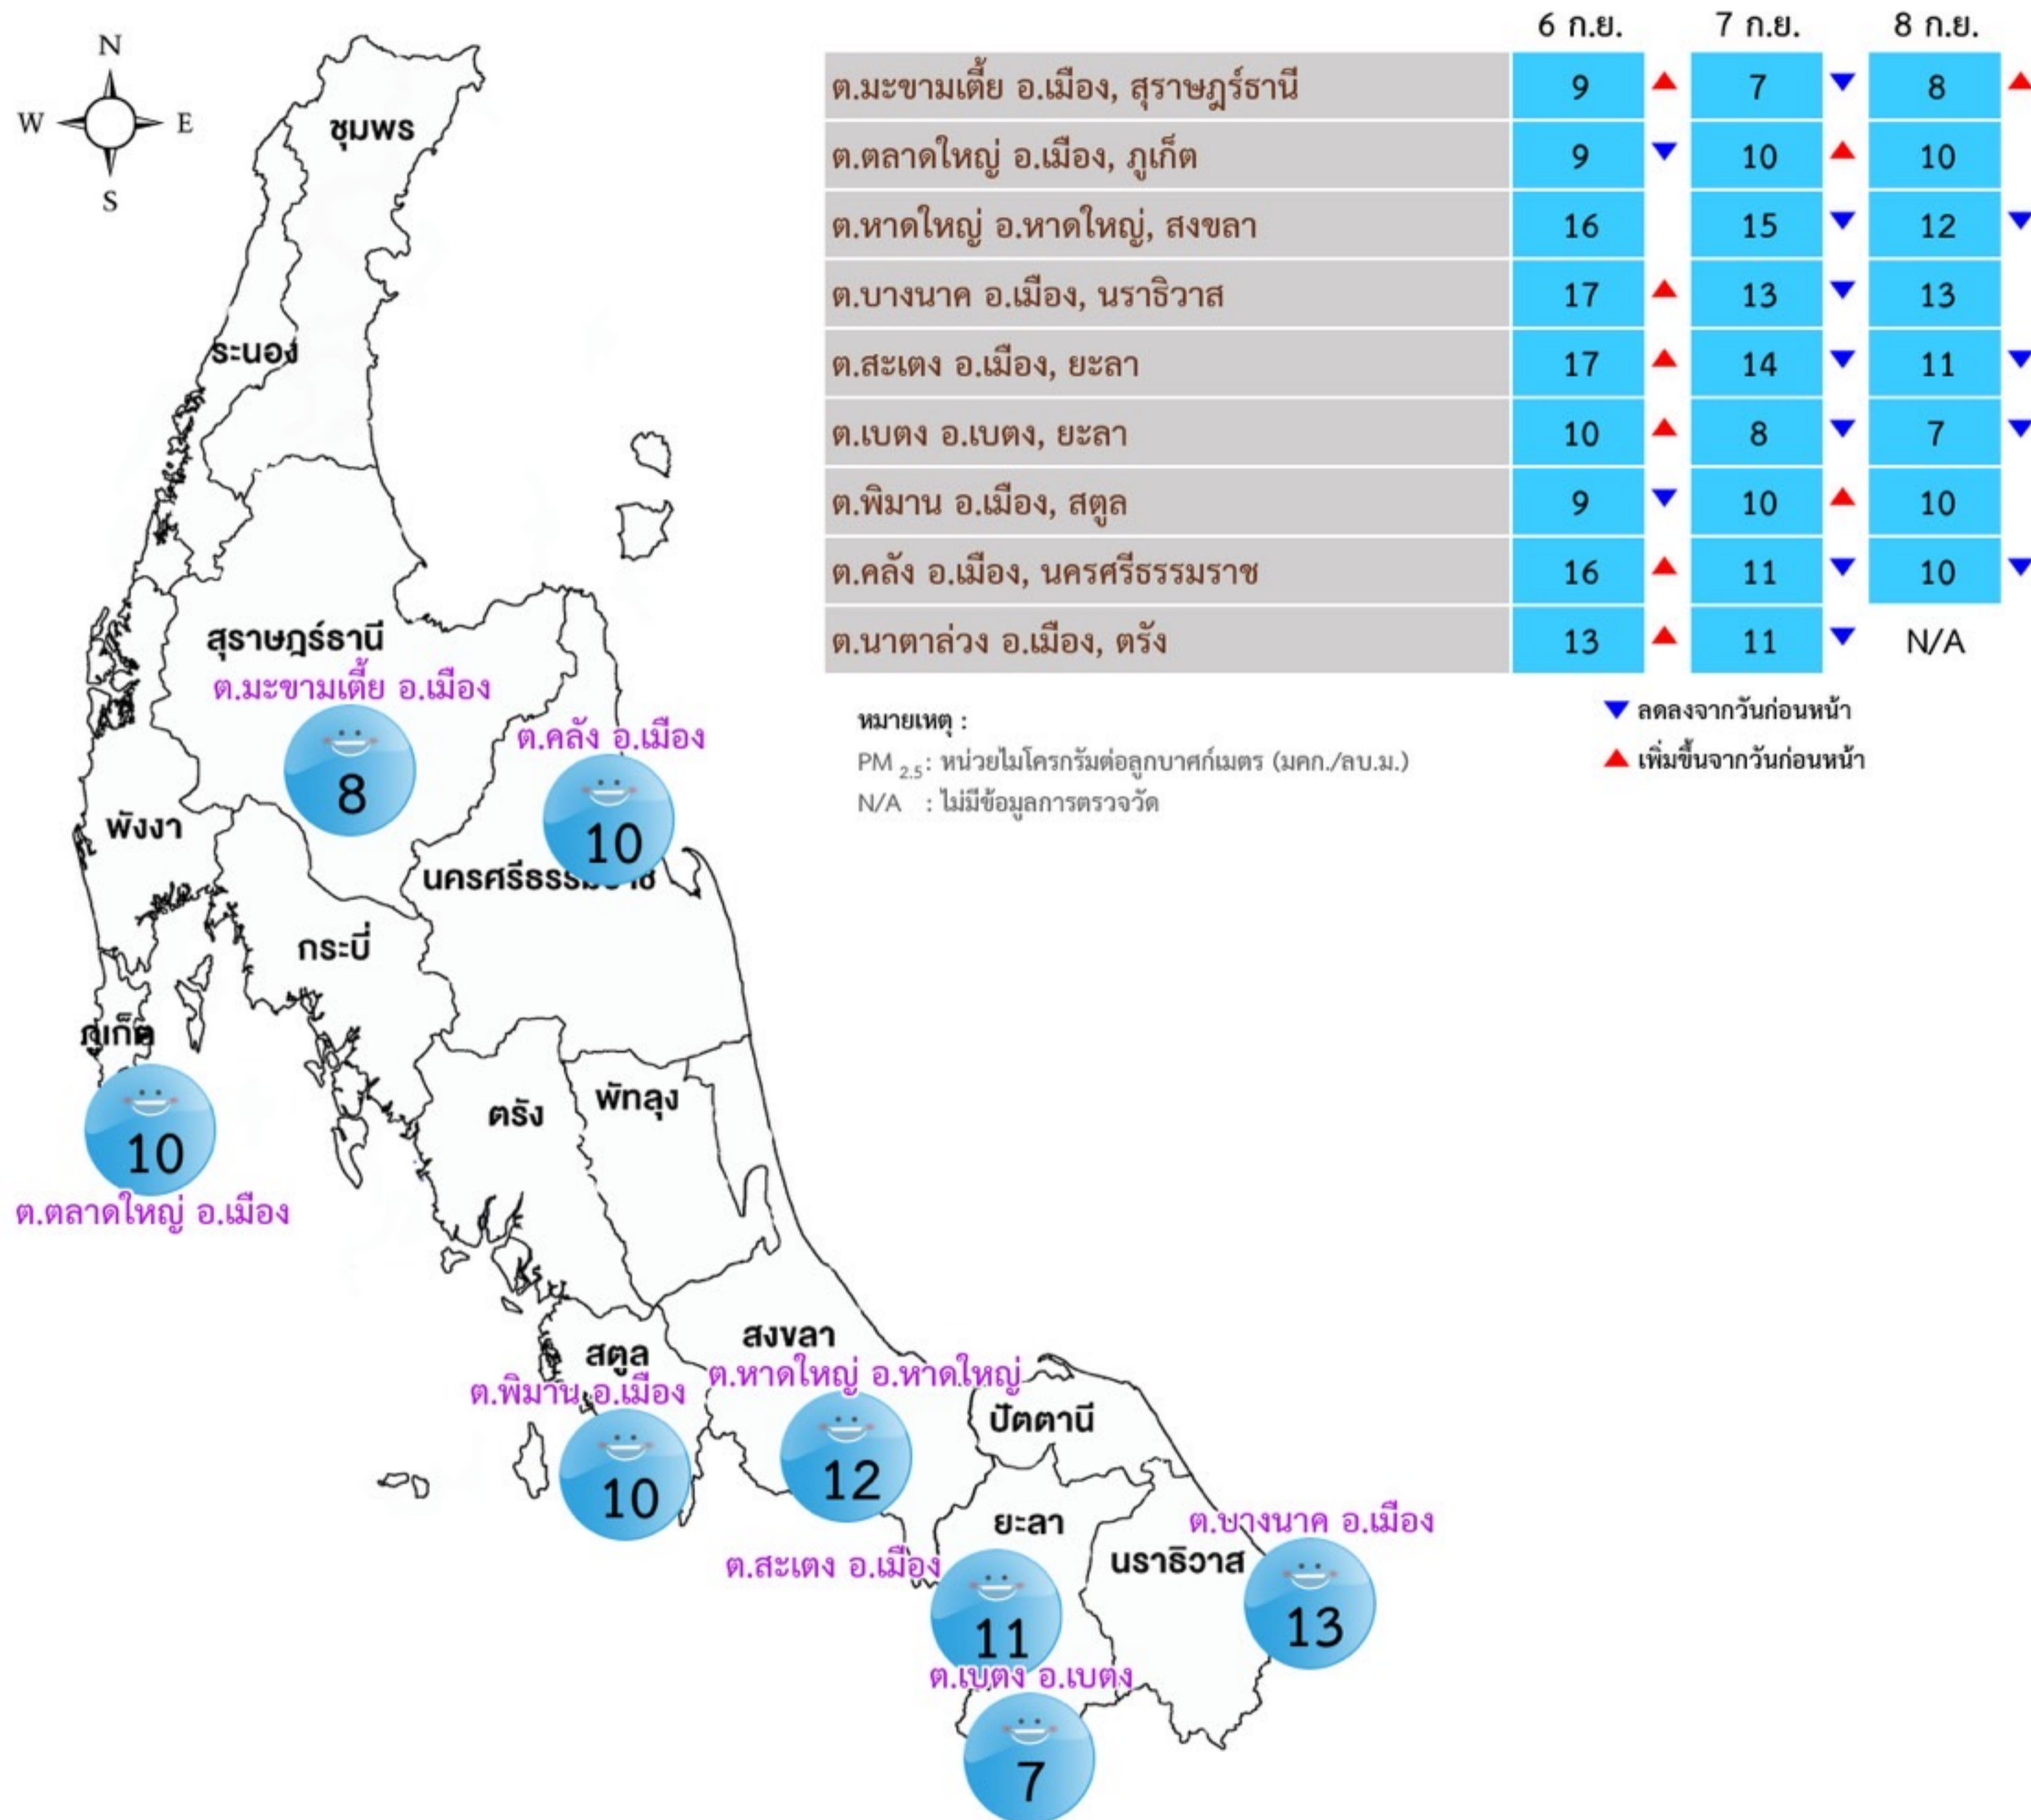 N
W E
S
6 ก.ย. 7 ก.ย. 8 ก.ย.
ต.มะขามเตี้ย อ.เมือง, สุราษฎร์ธานี 9 7 8
ต.ตลาดใหญ่ อ.เมือง, ภูเก็ต 9 10 10
ต.หาดใหญ่ อ.หาดใหญ่, สงขลา 16 15 12
ต.บางนาค อ.เมือง, นราธิวาส 17 13 13
ต.สะเตง อ.เมือง, ยะลา 17 14 11
ต.เบตง อ.เบตง, ยะลา 10 8 7
ต.พิมาน อ.เมือง, สตูล 9 10 10
ต.คลัง อ.เมือง, นครศรีธรรมราช 16 11 10
ต.นาตาล่วง อ.เมือง, ตรัง 13 11 N/A
หมายเหตุ :
PM 2.5 : หน่วยไมโครกรัมต่อลูกบาศก์เมตร (มคก./ลบ.ม.)
N/A : ไม่มีข้อมูลการตรวจวัด
ลดลงจากวันก่อนหน้า
เพิ่มขึ้นจากวันก่อนหน้า
ชุมพร
ระนอง
สุราษฎร์ธานี
ต.มะขามเตี้ย อ.เมือง
8
ต.คลัง อ.เมือง
10
นครศรีธรรมราช
พังงา
กระบี่
ภูเก็ต
10
ต.ตลาดใหญ่ อ.เมือง
ตรัง
พัทลุง
สตูล
ต.พิมาน อ.เมือง
10
สงขลา
ต.หาดใหญ่ อ.หาดใหญ่
12
ปัตตานี
ยะลา
ต.สะเตง อ.เมือง
11
ต.บางนาค อ.เมือง
นราธิวาส
13
ต.เบตง อ.เบตง
7